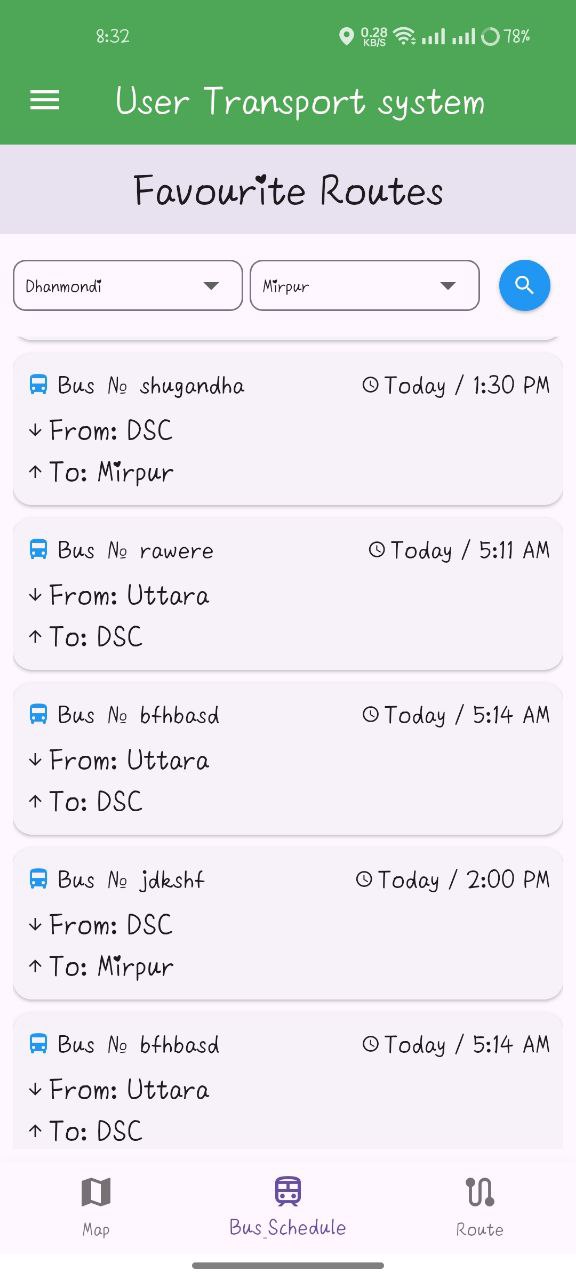 8:32 0.28 KB/S 78%
User Transport system
Favourite Routes
Dhanmondi Mirpur
Bus № shugandha Today / 1:30 PM
From: DSC
To: Mirpur
Bus № rawere Today / 5:11 AM
From: Uttara
To: DSC
Bus № bfhbasd Today / 5:14 AM
From: Uttara
To: DSC
Bus № jdkshf Today / 2:00 PM
From: DSC
To: Mirpur
Bus № bfhbasd Today / 5:14 AM
From: Uttara
To: DSC
Map Bus_Schedule Route